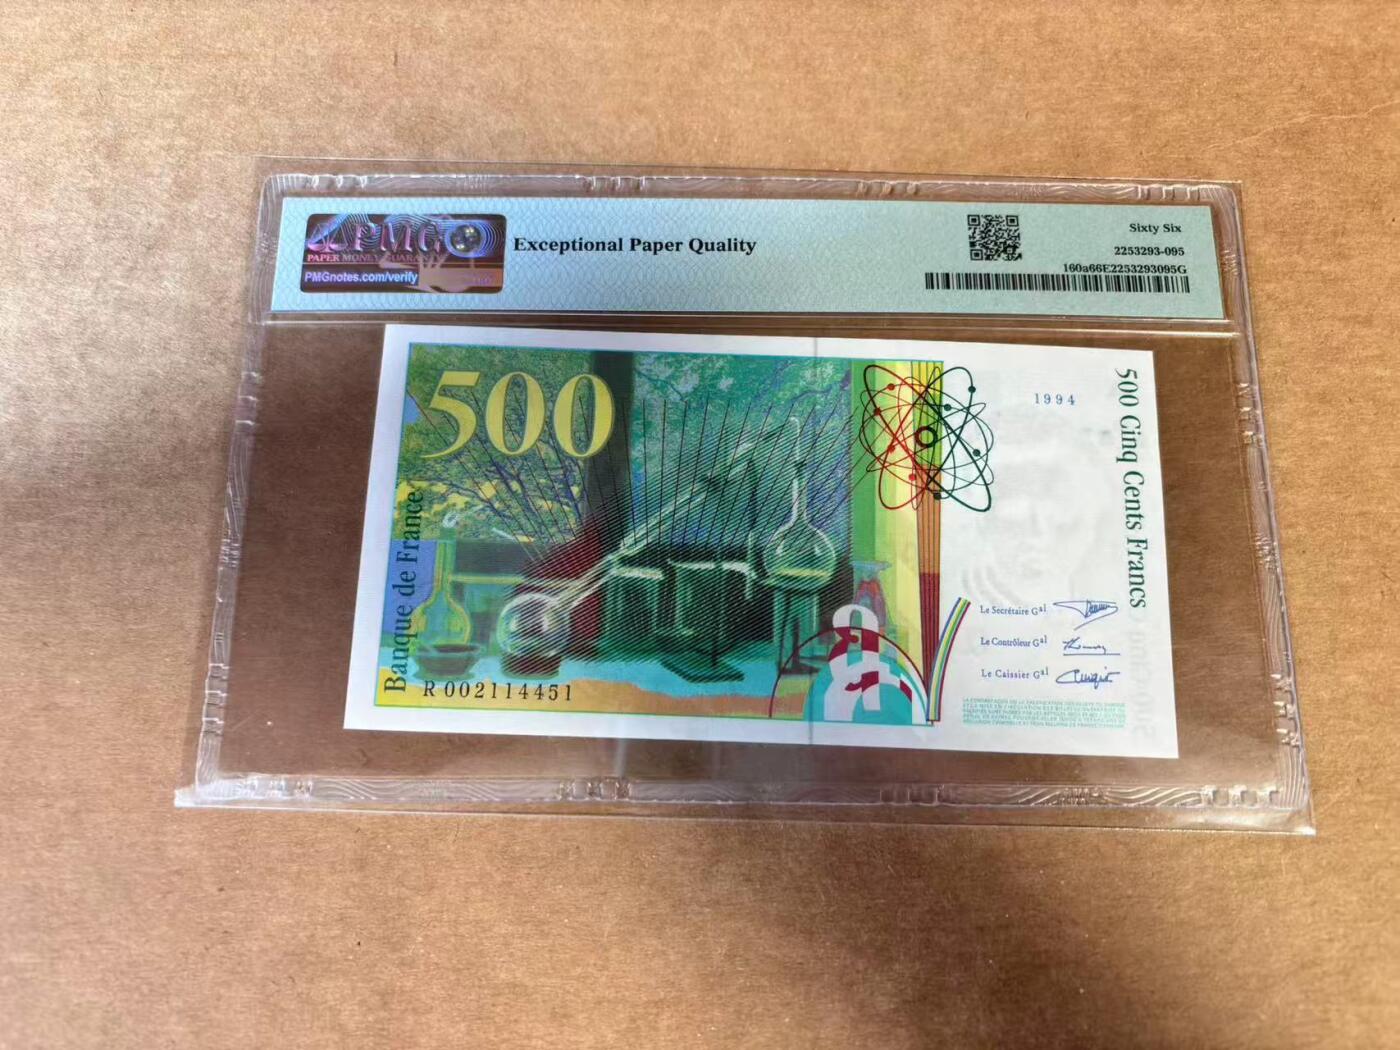 PMG
PAPER MONEY GUARANTY
PMGnotes.com/verify
Exceptional Paper Quality
Sixty Six
2253293-095
160a66E2253293095G
500
1994
500 Cinq Cents Francs
Banque de France
Le Secrétaire Gal
Le Contrôleur Gal
Le Caissier Gal
R 002114451